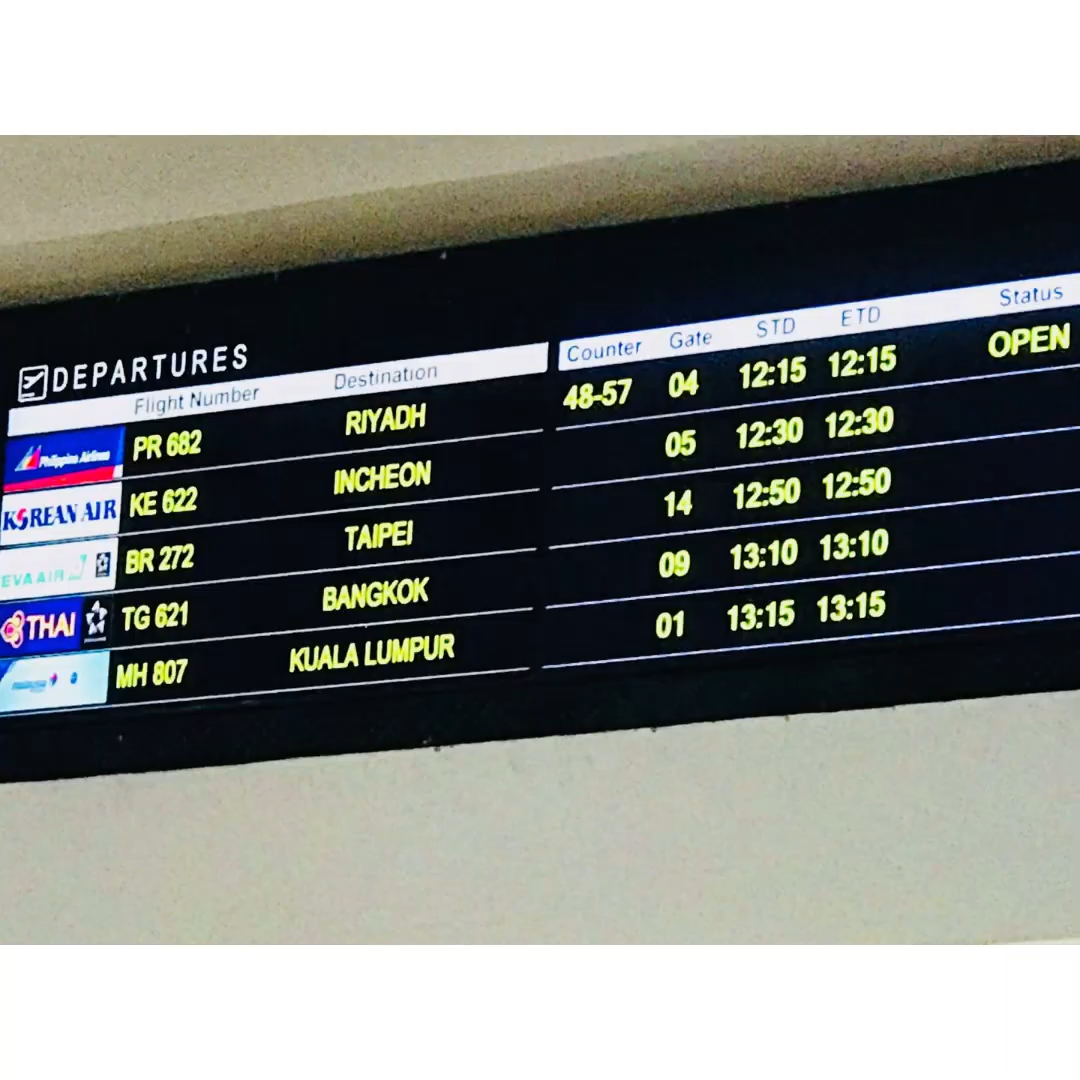 DEPARTURES
Flight Number Destination Counter Gate STD ETD Status
Philippine Airlines PR 682 RIYADH 48-57 04 12:15 12:15 OPEN
KOREAN AIR KE 622 INCHEON 05 12:30 12:30
EVA AIR BR 272 TAIPEI 14 12:50 12:50
THAI TG 621 BANGKOK 09 13:10 13:10
MH 807 KUALA LUMPUR 01 13:15 13:15